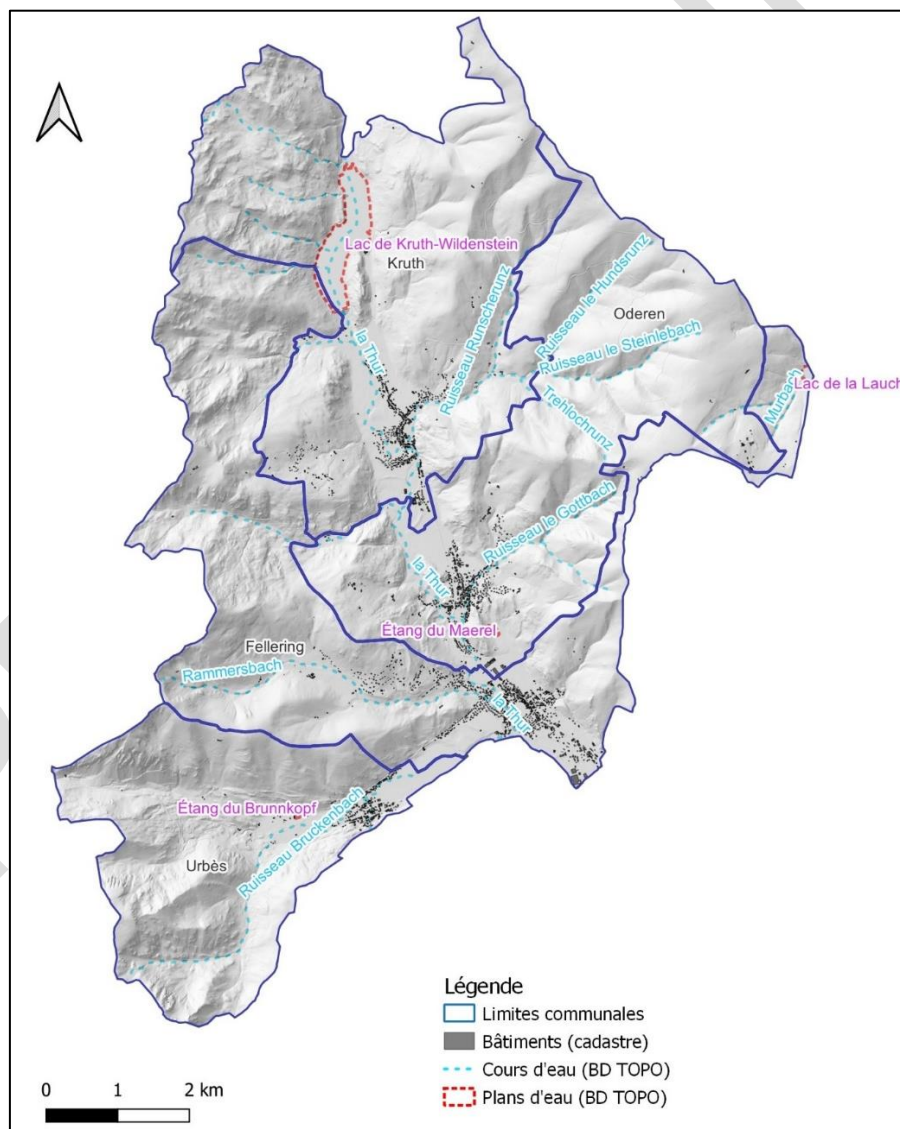 Lac de Kruth-Wildenstein
Kruth
la Thur
Ruisseau Runscherunz
Ruisseau le Hundsrunz
Oderen
Ruisseau le Steinlebach
Trehlochrunz
Murbach
Lac de la Lauch
Ruisseau le Gottbach
la Thur
Étang du Maerel
Fellering
Rammersbach
la Thur
Étang du Brunnkopf
Ruisseau Bruckenbach
Urbès
Légende
Limites communales
Bâtiments (cadastre)
Cours d'eau (BD TOPO)
Plans d'eau (BD TOPO)
0 1 2 km